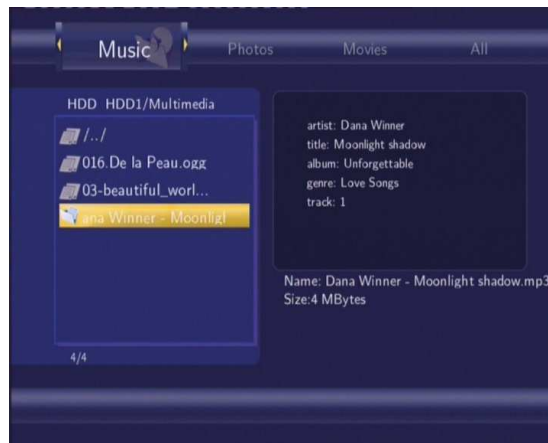 Music Photos Movies All
HDD HDD1/Multimedia
/../
016.De la Peau.ogg
03-beautiful_worl...
ana Winner - Moonligl
4/4
artist: Dana Winner
title: Moonlight shadow
album: Unforgettable
genre: Love Songs
track: 1
Name: Dana Winner - Moonlight shadow.mp3
Size:4 MBytes